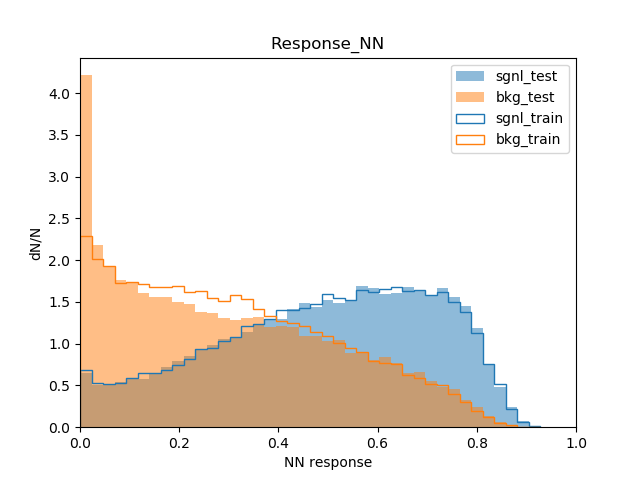 Response_NN
sgnl_test
bkg_test
sgnl_train
bkg_train
dN/N
4.0
3.5
3.0
2.5
2.0
1.5
1.0
0.5
0.0
0.0 0.2 0.4 0.6 0.8 1.0
NN response